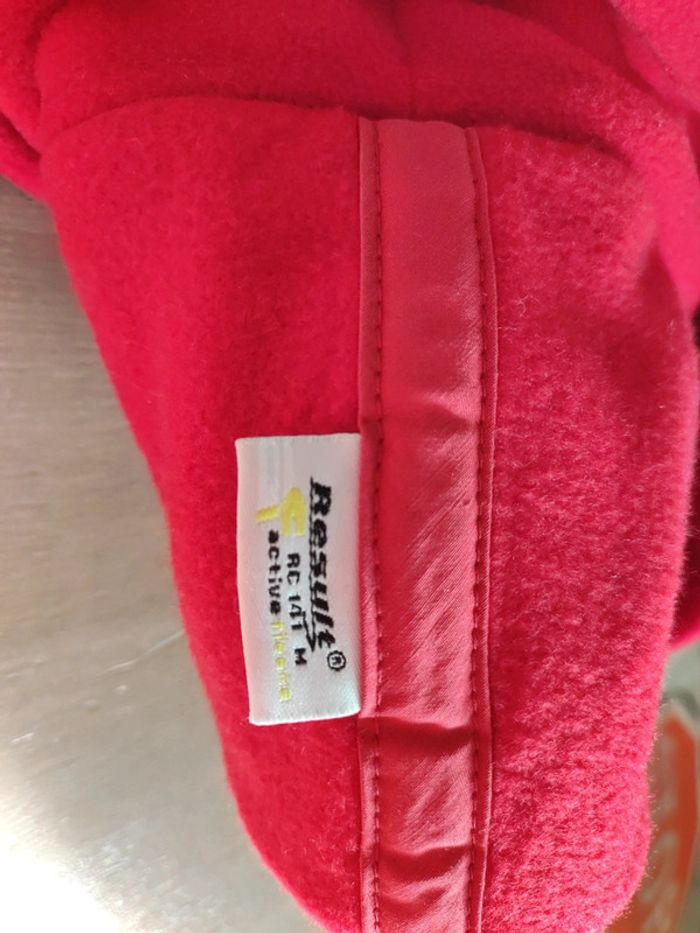 Result®
RC 141 M
active fleece